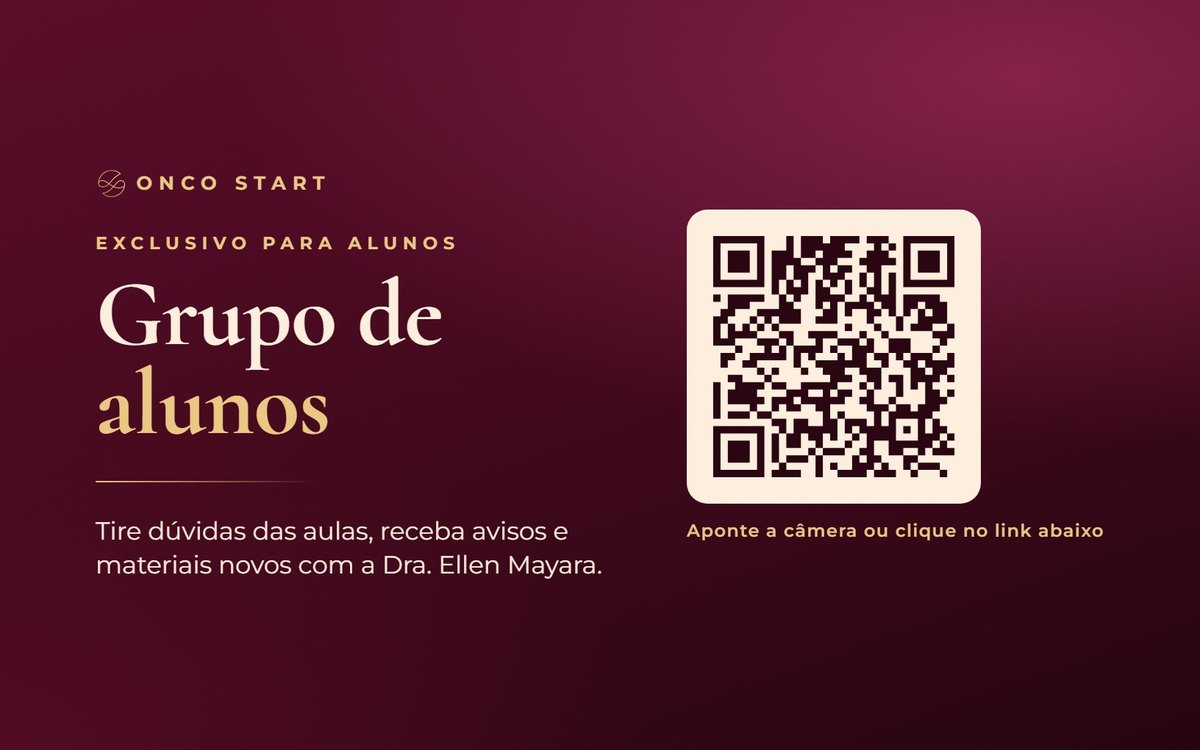 ONCO START
EXCLUSIVO PARA ALUNOS
Grupo de
alunos
Tire dúvidas das aulas, receba avisos e
materiais novos com a Dra. Ellen Mayara.
Aponte a câmera ou clique no link abaixo